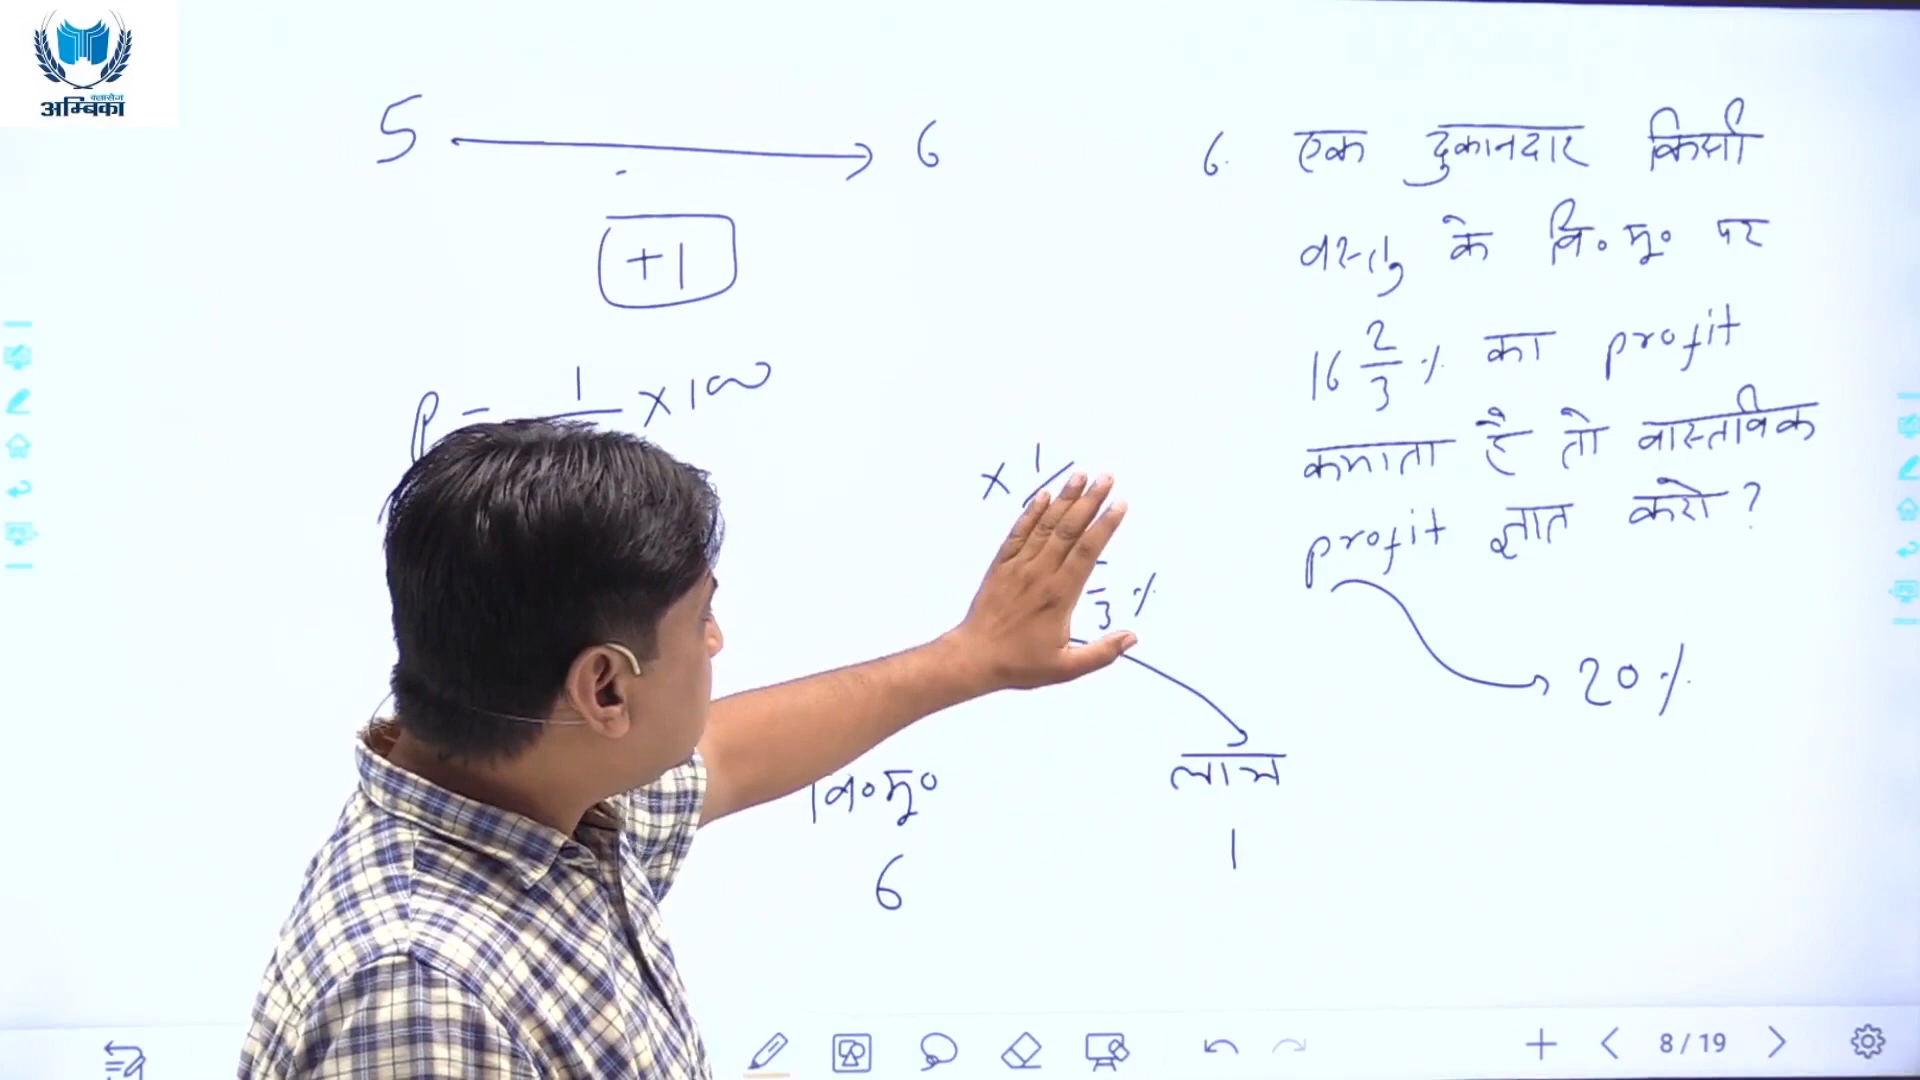 क्लासेज
अम्बिका
5 → 6
+1
P = 1 × 100
× 1/
3 %
वि॰मू॰ लाभ
6 1
6. एक दुकानदार किसी
वस्तु के वि॰ मू॰ पर
16 2/3 % का profit
कमाता है तो वास्तविक
profit ज्ञात करो?
20 %
8 / 19